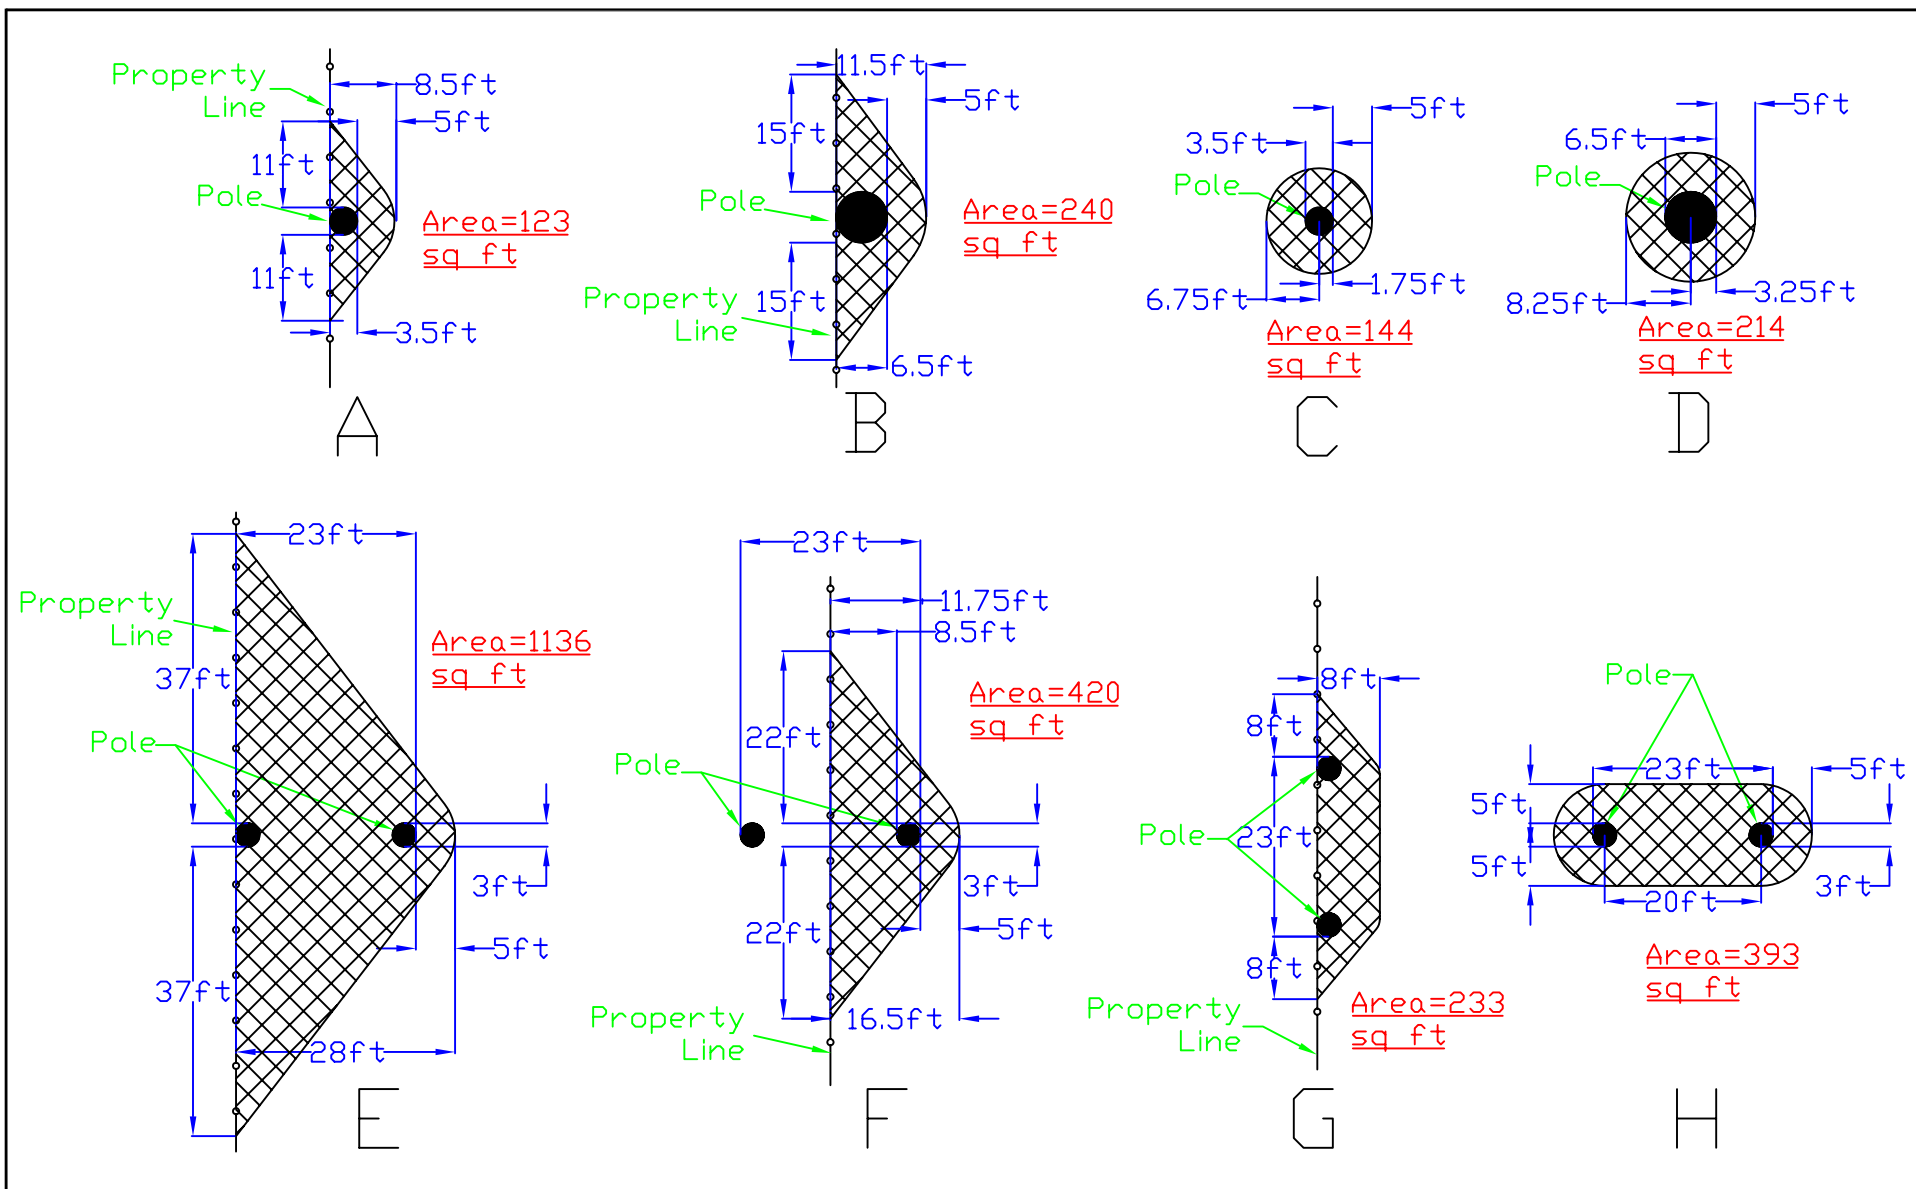 Property
Line
8.5ft
5ft
11ft
Pole
11ft
3.5ft
Area=123
sq ft
A
11.5ft
5ft
15ft
Pole
15ft
Property
Line
6.5ft
Area=240
sq ft
B
5ft
3.5ft
Pole
6.75ft
1.75ft
Area=144
sq ft
C
5ft
6.5ft
Pole
8.25ft
3.25ft
Area=214
sq ft
D
23ft
Property
Line
37ft
Area=1136
sq ft
Pole
3ft
5ft
37ft
28ft
E
23ft
11.75ft
8.5ft
Area=420
sq ft
22ft
Pole
3ft
22ft
5ft
Property
Line
16.5ft
F
8ft
8ft
Pole
23ft
8ft
Property
Line
Area=233
sq ft
G
Pole
23ft
5ft
5ft
5ft
3ft
20ft
Area=393
sq ft
H